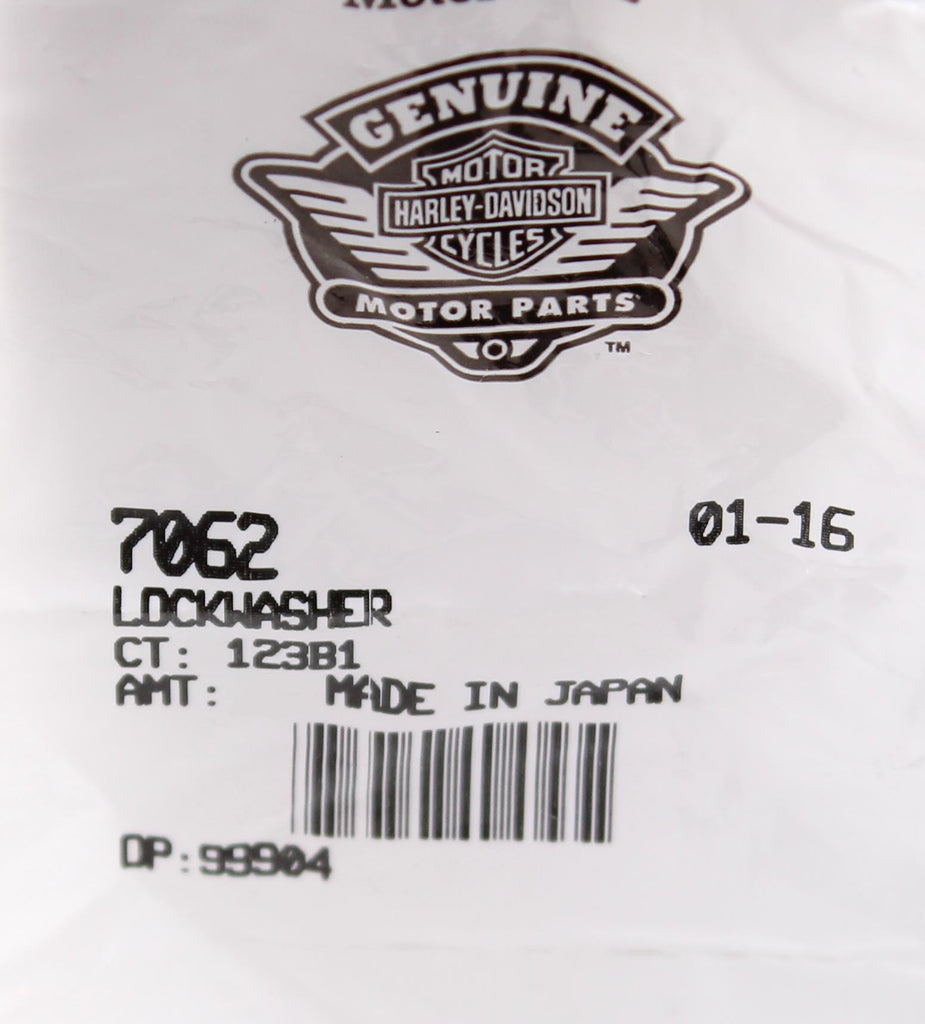 GENUINE
MOTOR
HARLEY-DAVIDSON
CYCLES
MOTOR PARTS
TM
7062
01-16
LOCKWASHER
CT: 123B1
AMT: MADE IN JAPAN
DP:99904